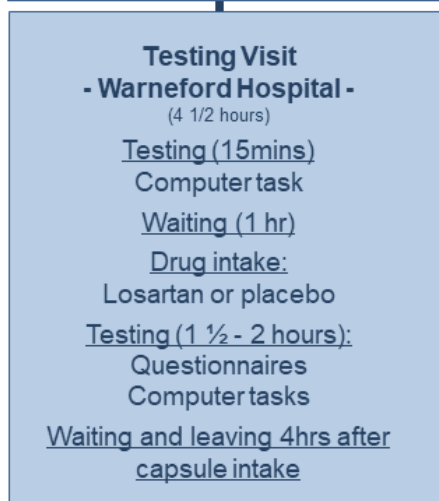 Testing Visit
- Warneford Hospital -
(4 1/2 hours)
Testing (15mins)
Computer task
Waiting (1 hr)
Drug intake:
Losartan or placebo
Testing (1 ½ - 2 hours):
Questionnaires
Computer tasks
Waiting and leaving 4hrs after
capsule intake